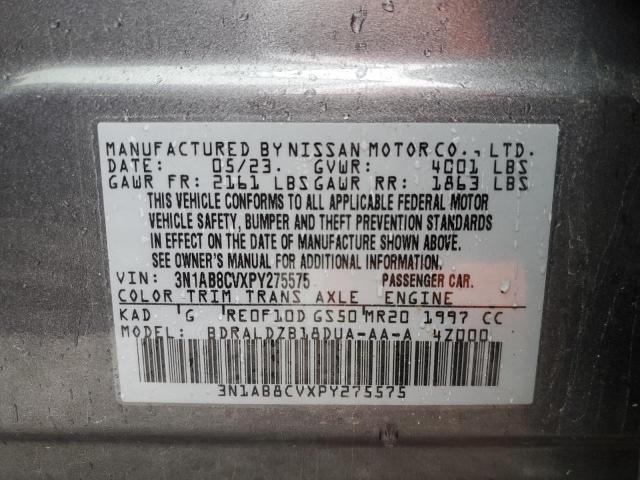 MANUFACTURED BY NISSAN MOTOR CO., LTD.
DATE: 05/23. GVWR: 4001 LBS
GAWR FR: 2161 LBS GAWR RR: 1863 LBS
THIS VEHICLE CONFORMS TO ALL APPLICABLE FEDERAL MOTOR
VEHICLE SAFETY, BUMPER AND THEFT PREVENTION STANDARDS
IN EFFECT ON THE DATE OF MANUFACTURE SHOWN ABOVE.
SEE OWNER'S MANUAL FOR ADDITIONAL INFORMATION.
VIN: 3N1AB8CVXPY275575 PASSENGER CAR.
COLOR TRIM TRANS AXLE ENGINE
KAD 'G 'RE0F10D GS50 MR20 1997 CC
MODEL: BDRALDZB18DUA-AA-A 4Z000
3N1AB8CVXPY275575